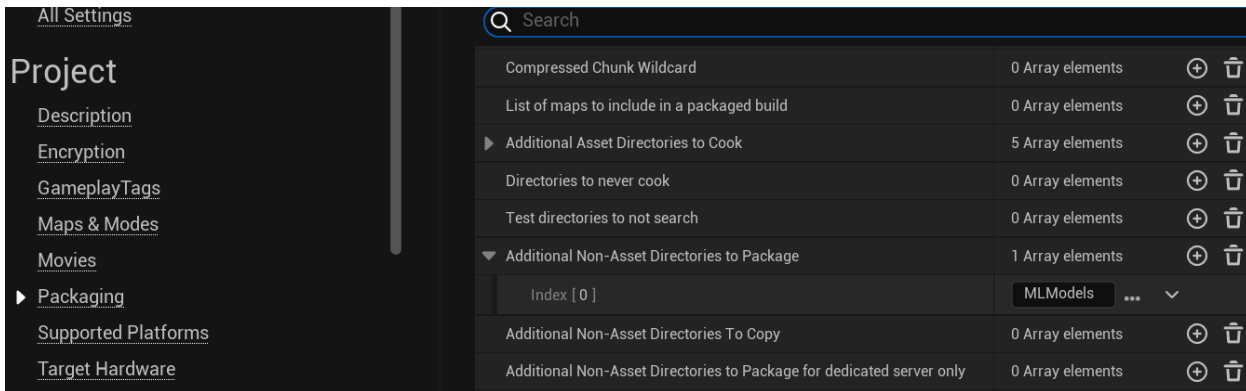 All Settings
Project
Description
Encryption
GameplayTags
Maps & Modes
Movies
Packaging
Supported Platforms
Target Hardware
Search
Compressed Chunk Wildcard 0 Array elements
List of maps to include in a packaged build 0 Array elements
Additional Asset Directories to Cook 5 Array elements
Directories to never cook 0 Array elements
Test directories to not search 0 Array elements
Additional Non-Asset Directories to Package 1 Array elements
Index [ 0 ] MLModels ...
Additional Non-Asset Directories To Copy 0 Array elements
Additional Non-Asset Directories to Package for dedicated server only 0 Array elements